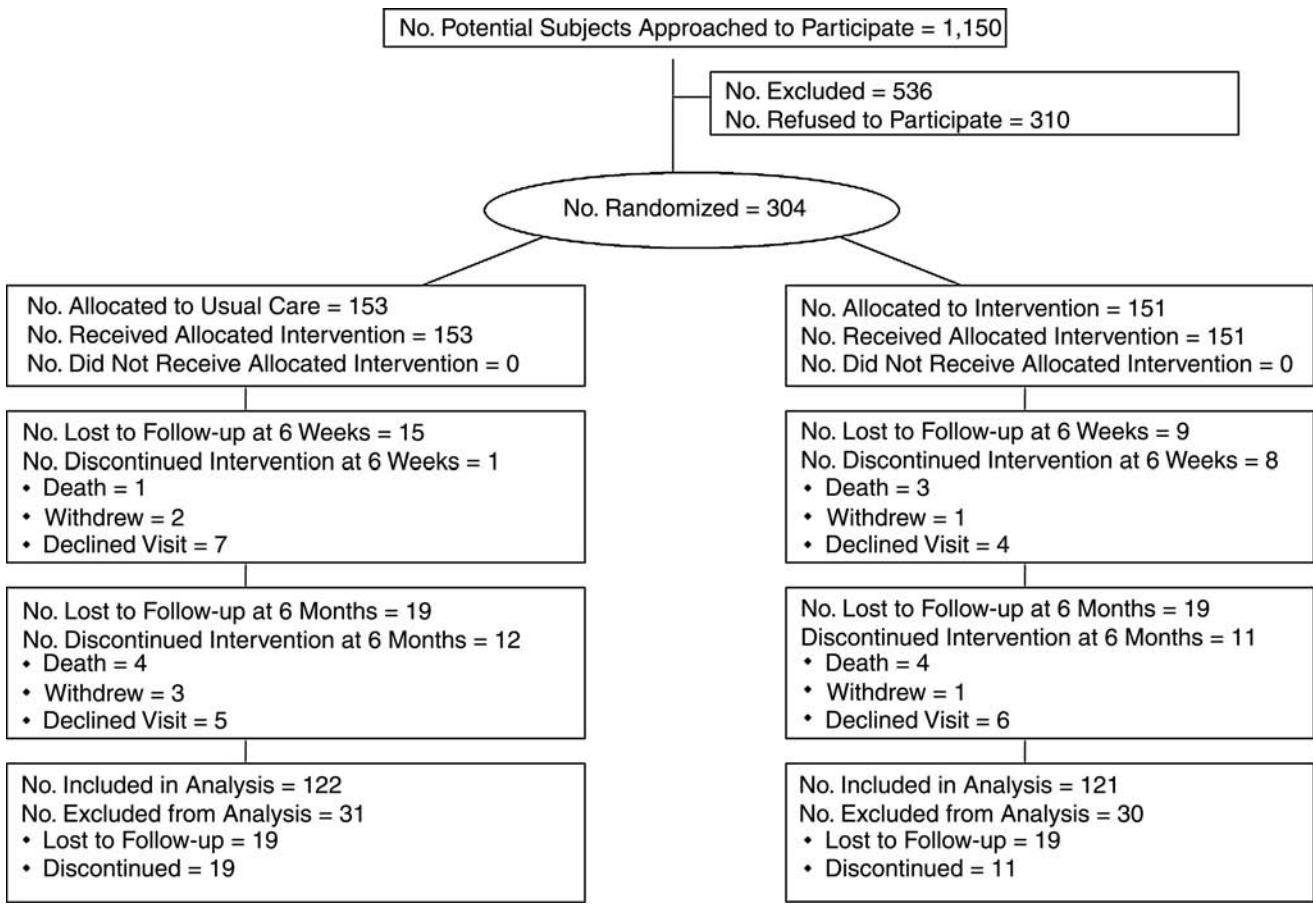 No. Potential Subjects Approached to Participate = 1,150
No. Excluded = 536
No. Refused to Participate = 310
No. Randomized = 304
No. Allocated to Usual Care = 153
No. Received Allocated Intervention = 153
No. Did Not Receive Allocated Intervention = 0
No. Allocated to Intervention = 151
No. Received Allocated Intervention = 151
No. Did Not Receive Allocated Intervention = 0
No. Lost to Follow-up at 6 Weeks = 15
No. Discontinued Intervention at 6 Weeks = 1
• Death = 1
• Withdrew = 2
• Declined Visit = 7
No. Lost to Follow-up at 6 Weeks = 9
No. Discontinued Intervention at 6 Weeks = 8
• Death = 3
• Withdrew = 1
• Declined Visit = 4
No. Lost to Follow-up at 6 Months = 19
No. Discontinued Intervention at 6 Months = 12
• Death = 4
• Withdrew = 3
• Declined Visit = 5
No. Lost to Follow-up at 6 Months = 19
Discontinued Intervention at 6 Months = 11
• Death = 4
• Withdrew = 1
• Declined Visit = 6
No. Included in Analysis = 122
No. Excluded from Analysis = 31
• Lost to Follow-up = 19
• Discontinued = 19
No. Included in Analysis = 121
No. Excluded from Analysis = 30
• Lost to Follow-up = 19
• Discontinued = 11